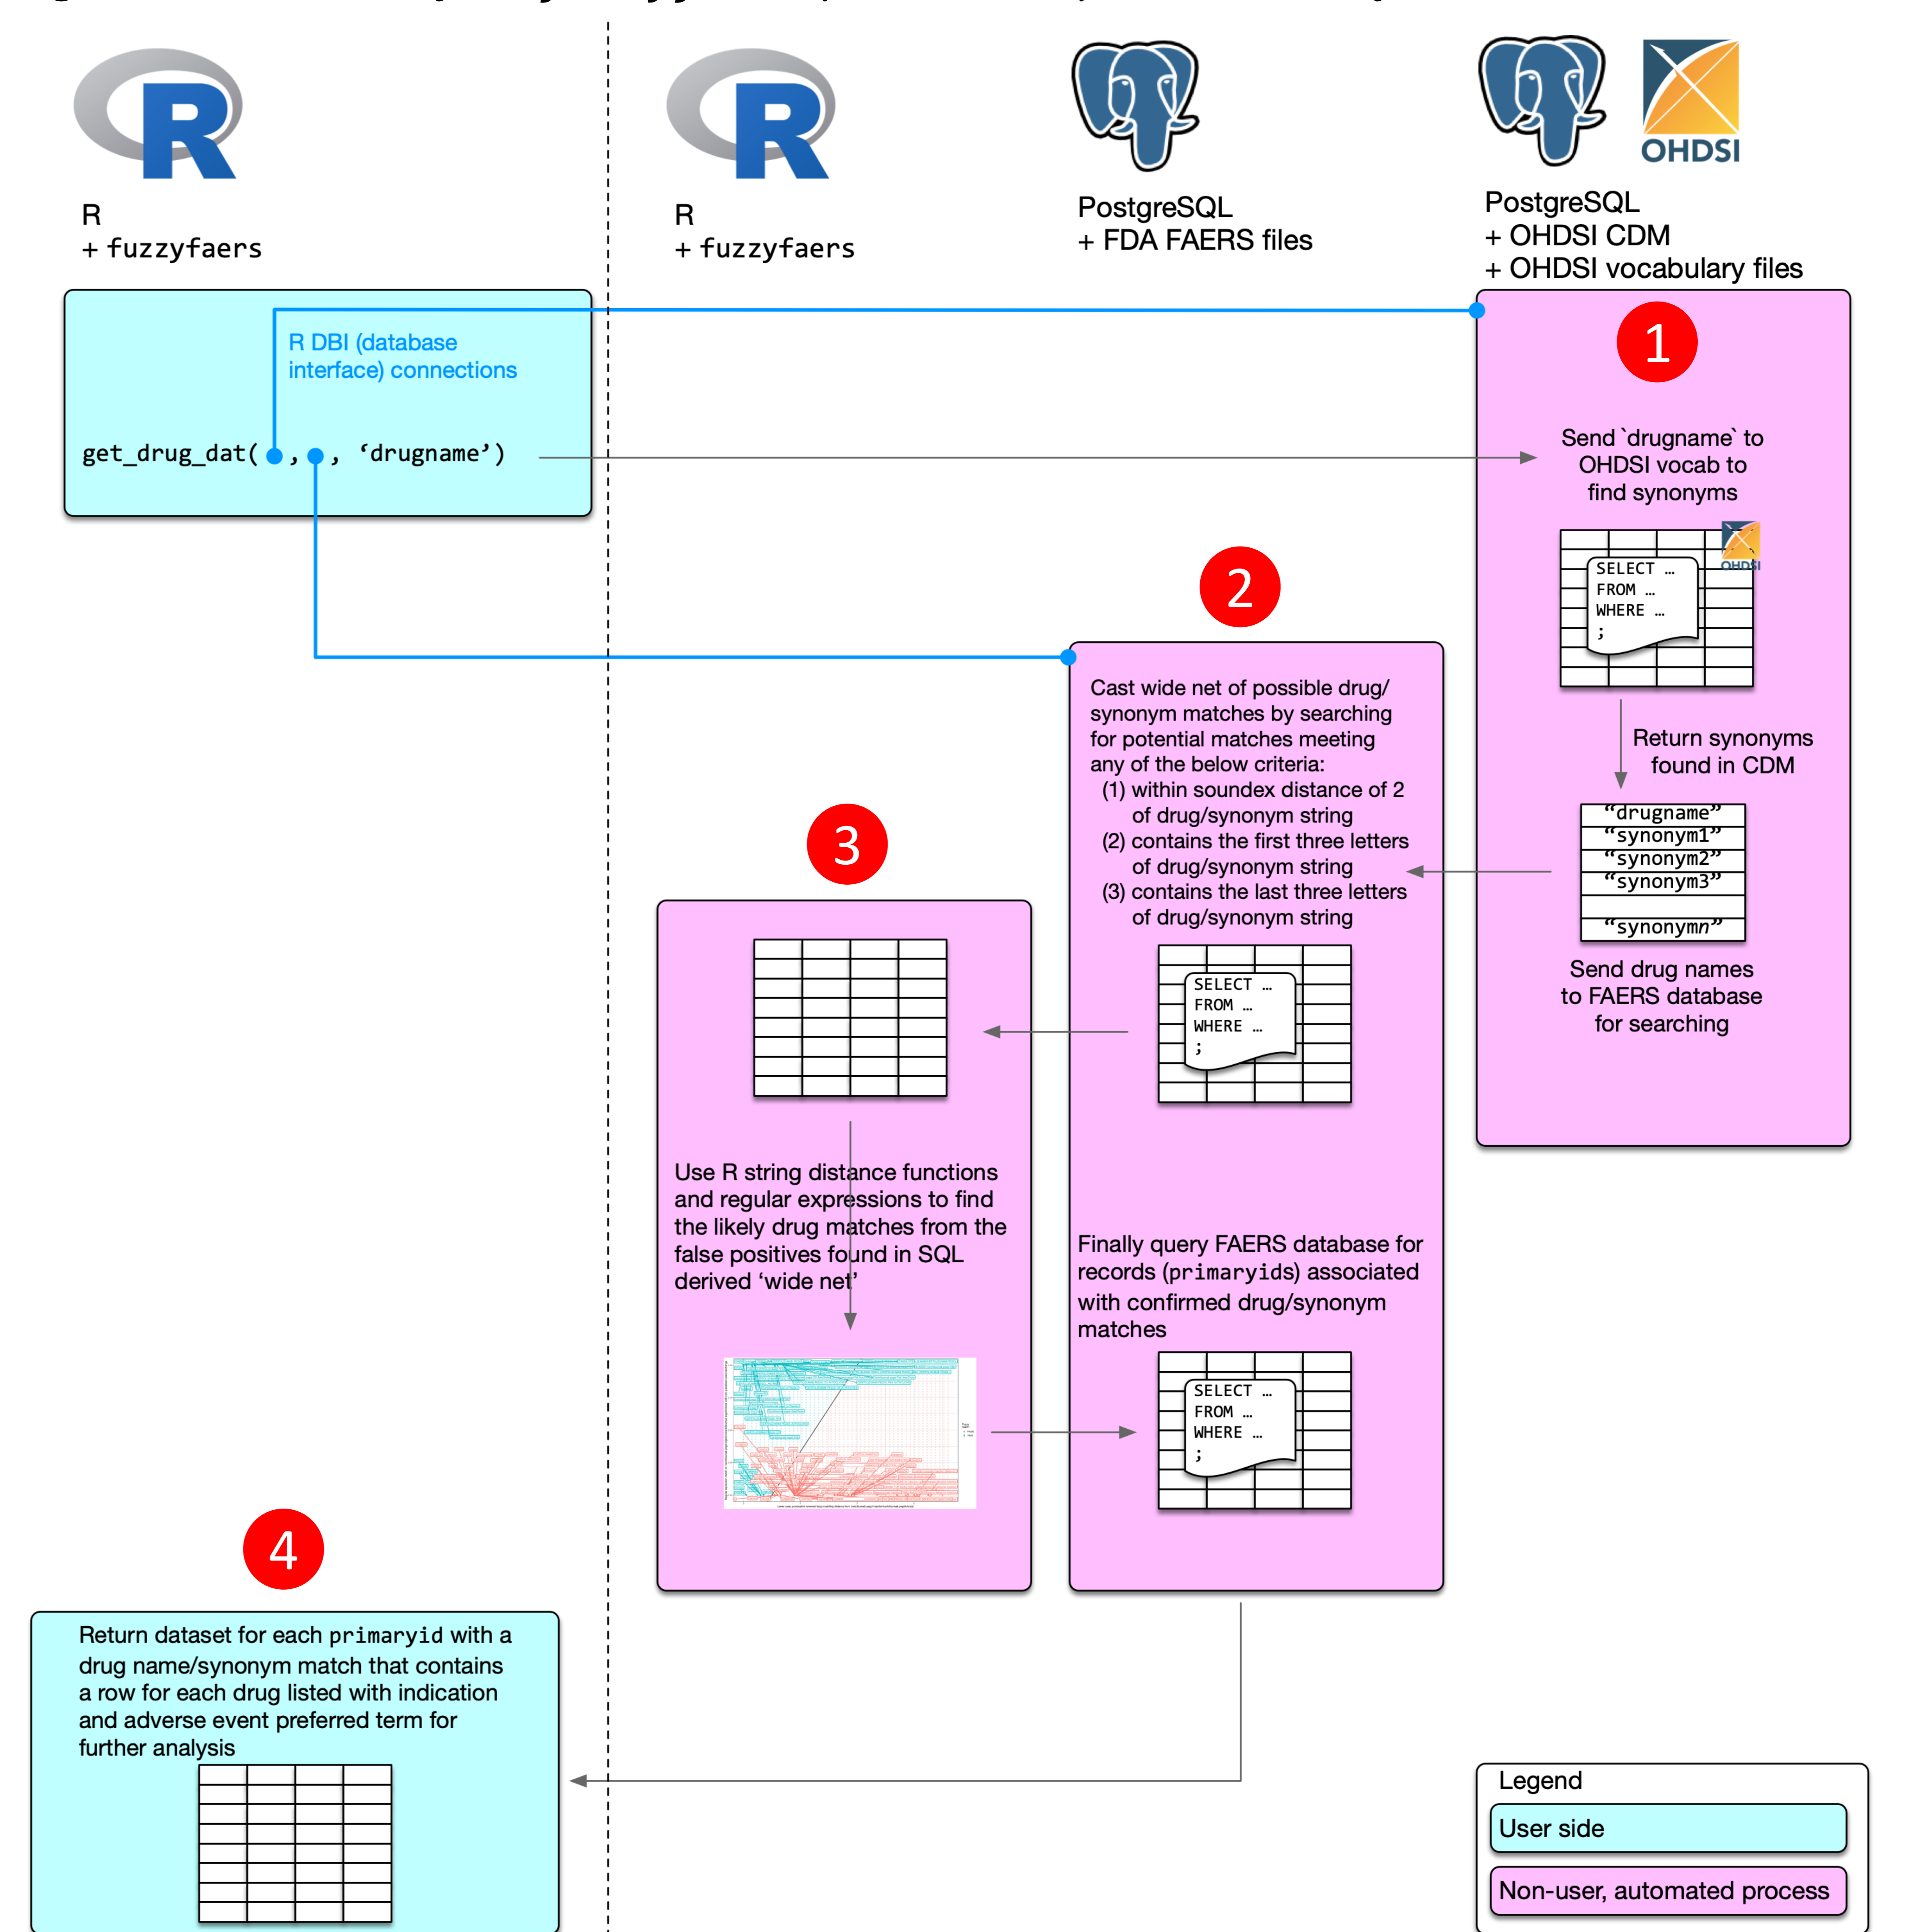 R
+ fuzzyfaers
R
+ fuzzyfaers
PostgreSQL
+ FDA FAERS files
OHDSI
PostgreSQL
+ OHDSI CDM
+ OHDSI vocabulary files
R DBI (database
interface) connections
get_drug_dat( , , ‘drugname’)
1
Send `drugname` to
OHDSI vocab to
find synonyms
OHDSI
SELECT …
FROM …
WHERE …
;
Return synonyms
found in CDM
“drugname”
“synonym1”
“synonym2”
“synonym3”
“synonymn”
Send drug names
to FAERS database
for searching
2
Cast wide net of possible drug/
synonym matches by searching
for potential matches meeting
any of the below criteria:
(1) within soundex distance of 2
of drug/synonym string
(2) contains the first three letters
of drug/synonym string
(3) contains the last three letters
of drug/synonym string
SELECT …
FROM …
WHERE …
;
3
Use R string distance functions
and regular expressions to find
the likely drug matches from the
false positives found in SQL
derived ‘wide net’
Finally query FAERS database for
records (primaryids) associated
with confirmed drug/synonym
matches
SELECT …
FROM …
WHERE …
;
4
Return dataset for each primaryid with a
drug name/synonym match that contains
a row for each drug listed with indication
and adverse event preferred term for
further analysis
Legend
User side
Non-user, automated process